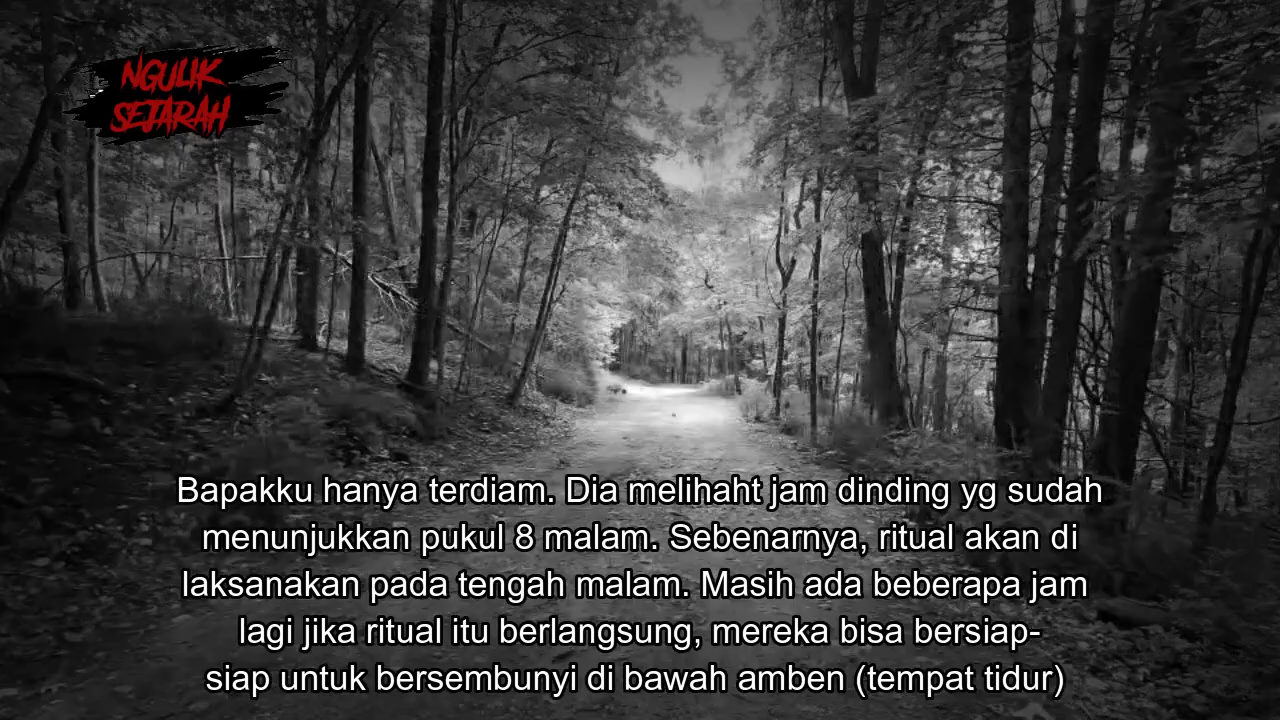 NGULIK
SEJARAH
Bapakku hanya terdiam. Dia melihaht jam dinding yg sudah
menunjukkan pukul 8 malam. Sebenarnya, ritual akan di
laksanakan pada tengah malam. Masih ada beberapa jam
lagi jika ritual itu berlangsung, mereka bisa bersiap-
siap untuk bersembunyi di bawah amben (tempat tidur)